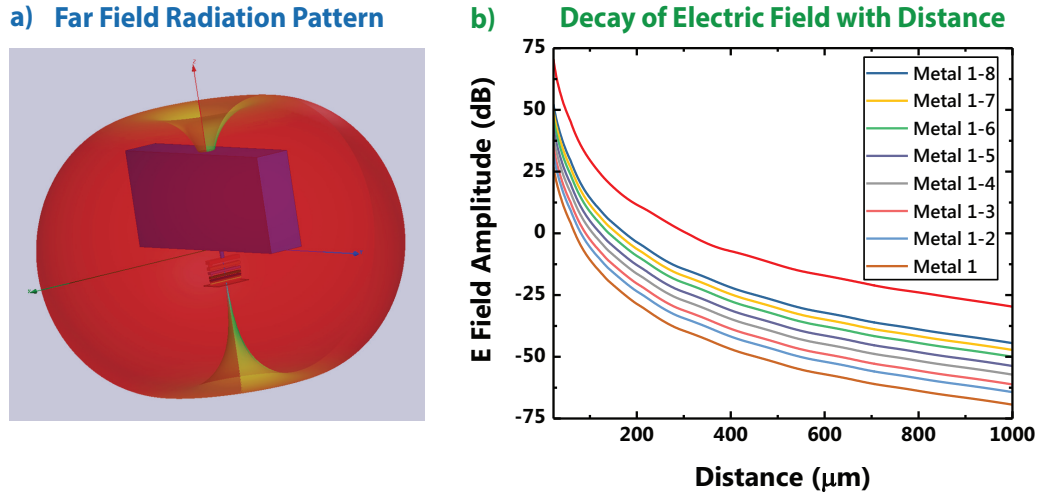 a) Far Field Radiation Pattern
b) Decay of Electric Field with Distance
E Field Amplitude (dB)
75
50
25
0
-25
-50
-75
Metal 1-8
Metal 1-7
Metal 1-6
Metal 1-5
Metal 1-4
Metal 1-3
Metal 1-2
Metal 1
200
400
600
800
1000
Distance (μm)